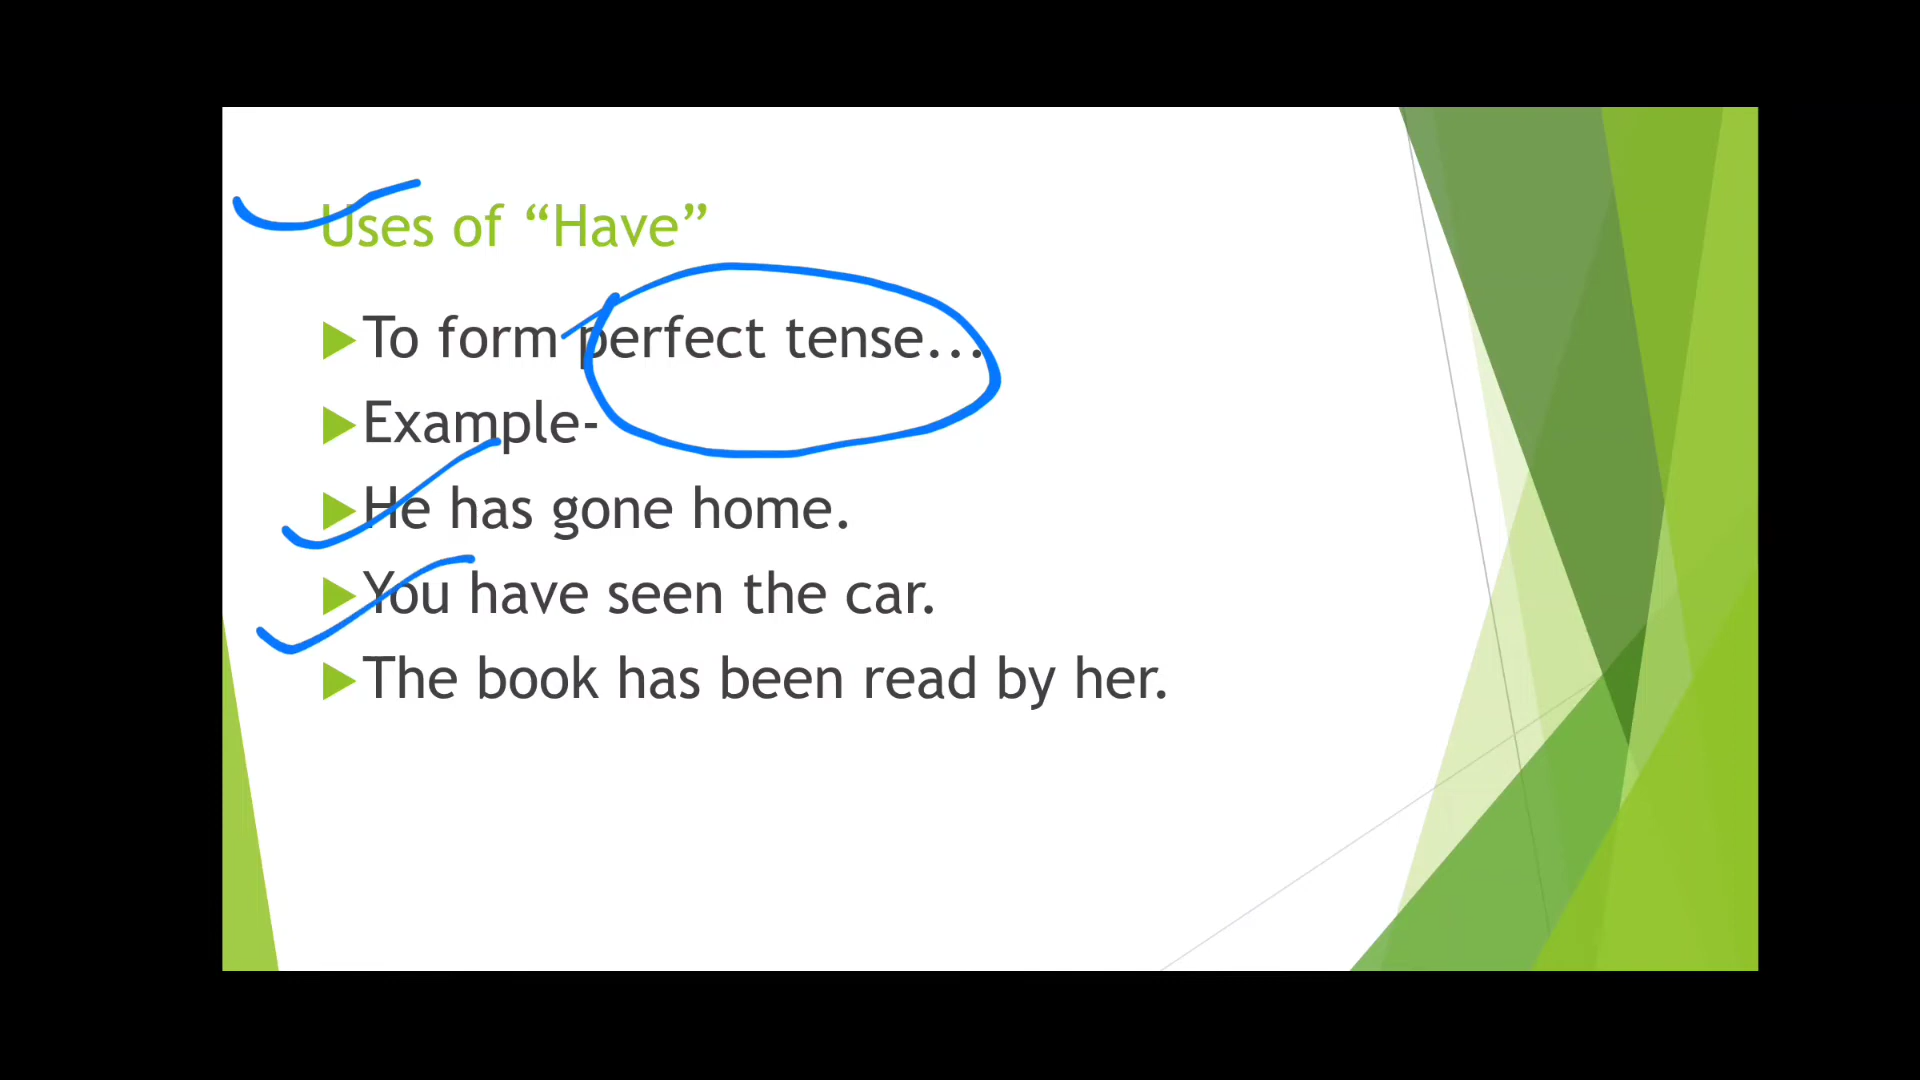 Uses of “Have”
To form perfect tense...
Example-
He has gone home.
You have seen the car.
The book has been read by her.